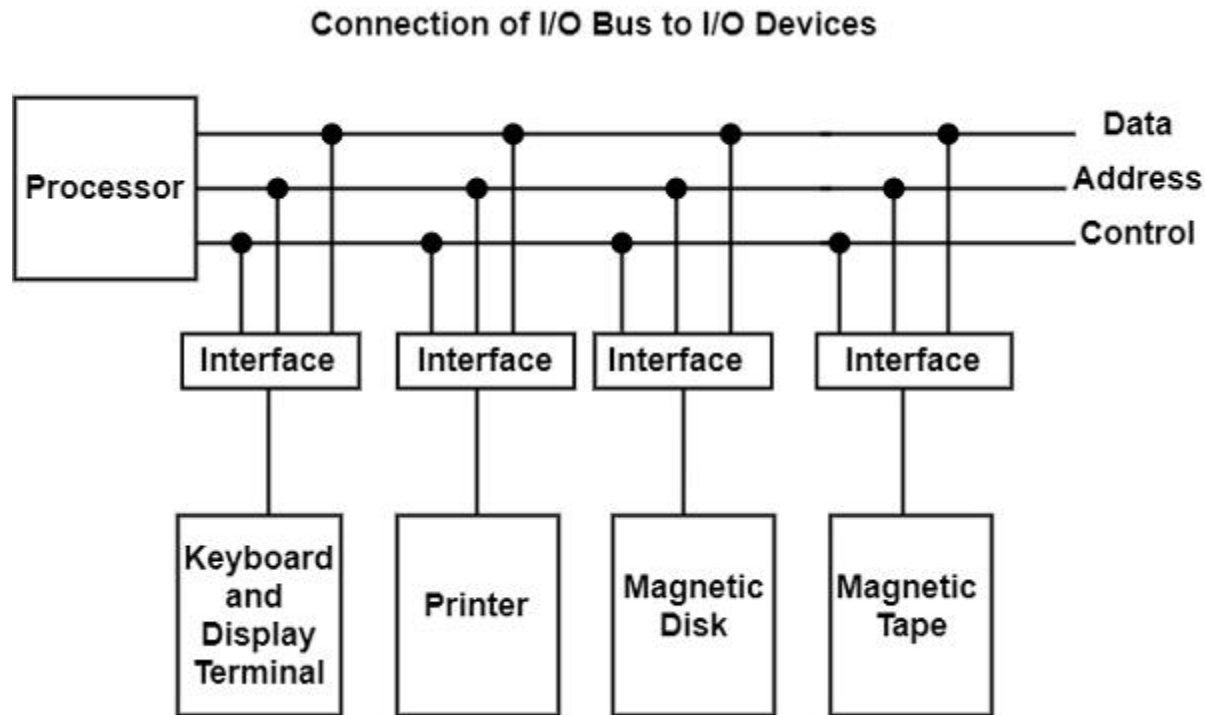 Connection of I/O Bus to I/O Devices
Data
Processor
Address
Control
Interface
Interface
Interface
Interface
Keyboard
and
Display
Terminal
Printer
Magnetic
Disk
Magnetic
Tape